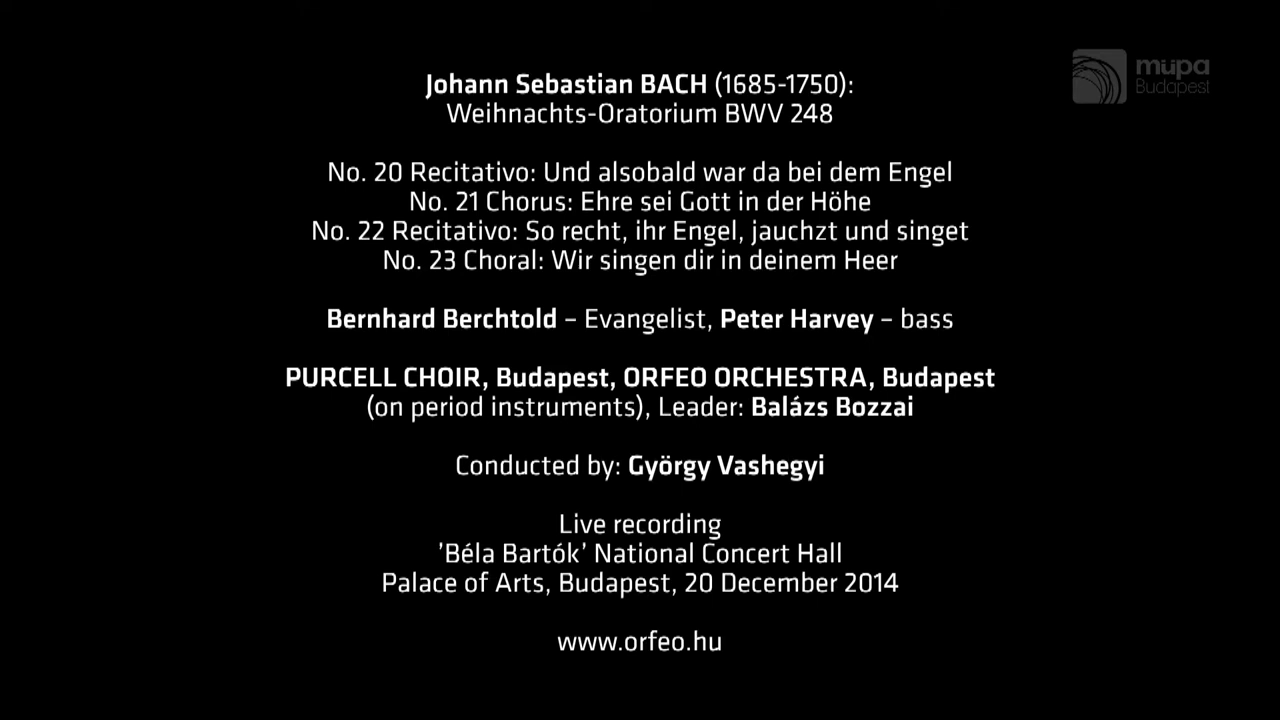 Johann Sebastian BACH (1685-1750):
Weihnachts-Oratorium BWV 248
No. 20 Recitativo: Und alsobald war da bei dem Engel
No. 21 Chorus: Ehre sei Gott in der Höhe
No. 22 Recitativo: So recht, ihr Engel, jauchzt und singet
No. 23 Choral: Wir singen dir in deinem Heer
Bernhard Berchtold – Evangelist, Peter Harvey – bass
PURCELL CHOIR, Budapest, ORFEO ORCHESTRA, Budapest
(on period instruments), Leader: Balázs Bozzai
Conducted by: György Vashegyi
Live recording
’Béla Bartók’ National Concert Hall
Palace of Arts, Budapest, 20 December 2014
www.orfeo.hu
müpa
Budapest